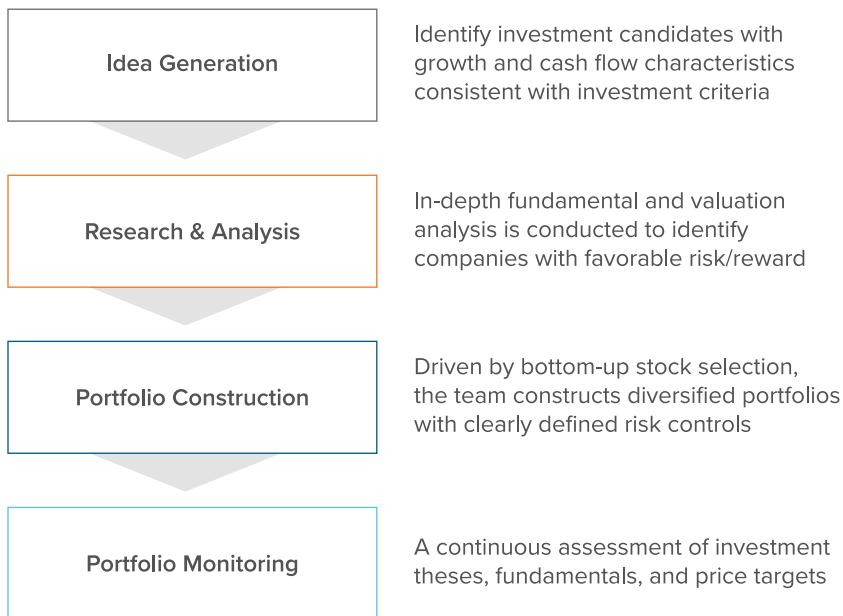 Idea Generation
Identify investment candidates with
growth and cash flow characteristics
consistent with investment criteria
Research & Analysis
In-depth fundamental and valuation
analysis is conducted to identify
companies with favorable risk/reward
Portfolio Construction
Driven by bottom-up stock selection,
the team constructs diversified portfolios
with clearly defined risk controls
Portfolio Monitoring
A continuous assessment of investment
theses, fundamentals, and price targets